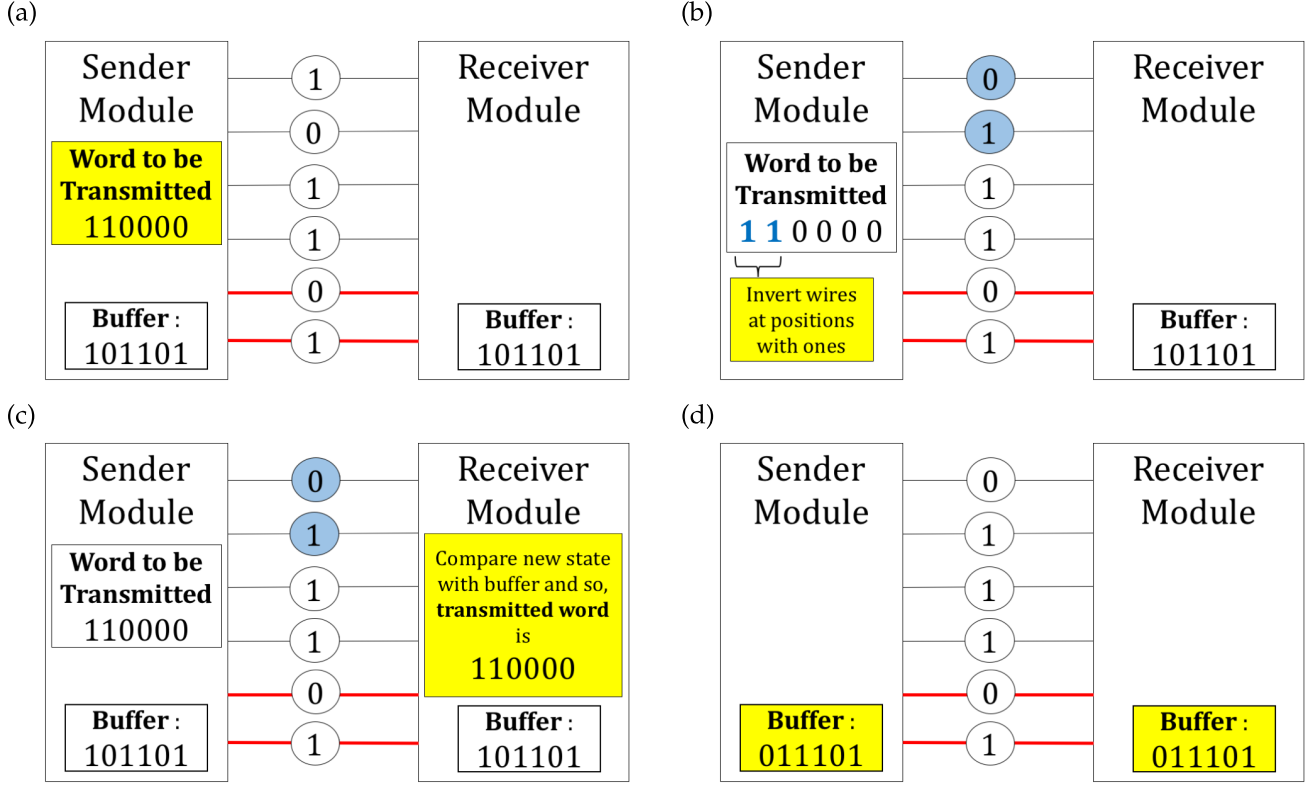 (a)
Sender
Module
Word to be
Transmitted
110000
Buffer :
101101
1
0
1
1
0
1
Receiver
Module
Buffer :
101101
(b)
Sender
Module
Word to be
Transmitted
1 1 0 0 0 0
Invert wires
at positions
with ones
0
1
1
1
0
1
Receiver
Module
Buffer :
101101
(c)
Sender
Module
Word to be
Transmitted
110000
Buffer :
101101
0
1
1
1
0
1
Receiver
Module
Compare new state
with buffer and so,
transmitted word
is
110000
Buffer :
101101
(d)
Sender
Module
Buffer :
011101
0
1
1
1
0
1
Receiver
Module
Buffer :
011101